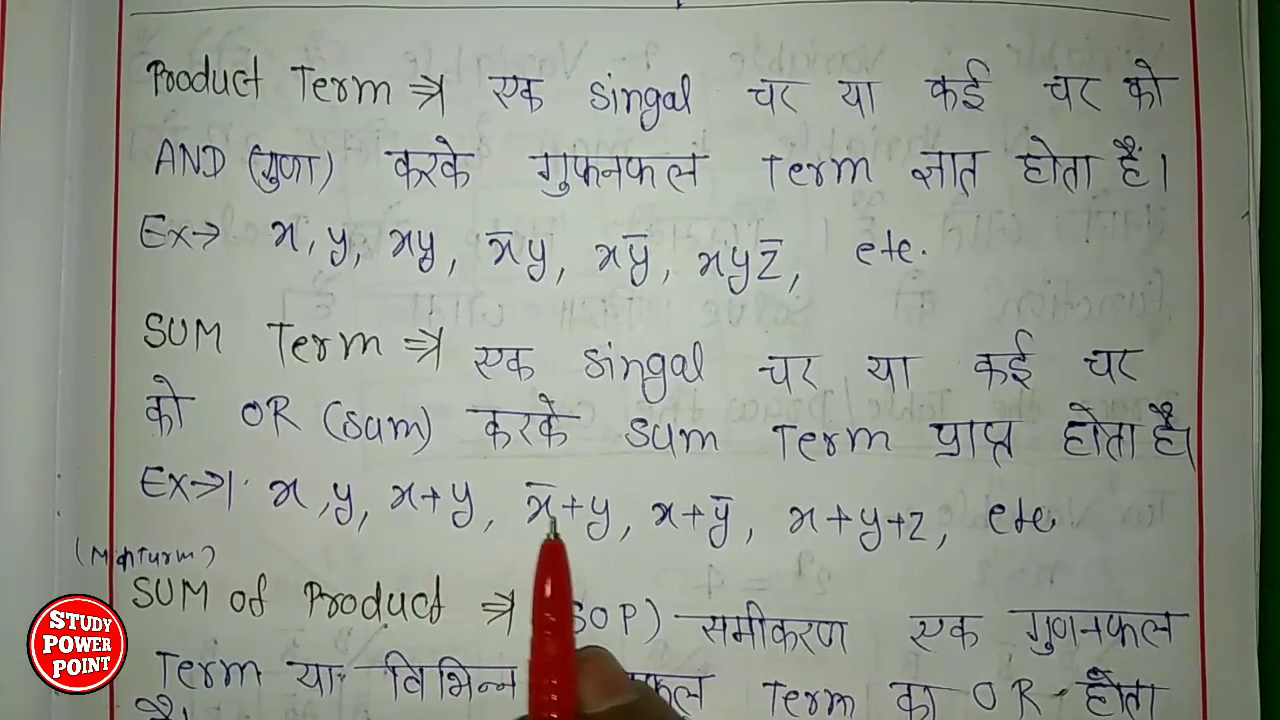 Product Term ⇒ एक singal चर या कई चर को
AND (गुणा) करके गुफनफल Term ज्ञात होता हैं।
Ex→ x, y, xy, x̄y, xȳ, xyz̄, etc.
SUM Term ⇒ एक singal चर या कई चर
को OR (sum) करके sum Term प्राप्त होता है।
Ex→ x, y, x+y, x̄+y, x+ȳ, x+y+z, etc
(Minturm)
SUM of Product ⇒ SOP) समीकरण एक गुणनफल
Term या विभिन्न Term का OR होता
है।
STUDY
POWER
POINT